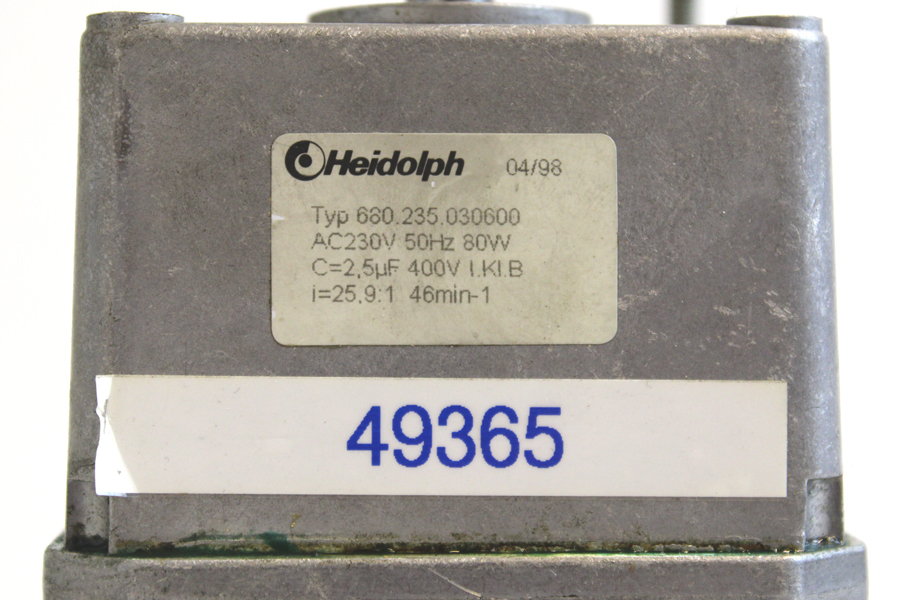 Heidolph 04/98
Typ 680.235.030600
AC230V 50Hz 80W
C=2,5µF 400V I.Kl.B
i=25,9:1 46min-1
49365